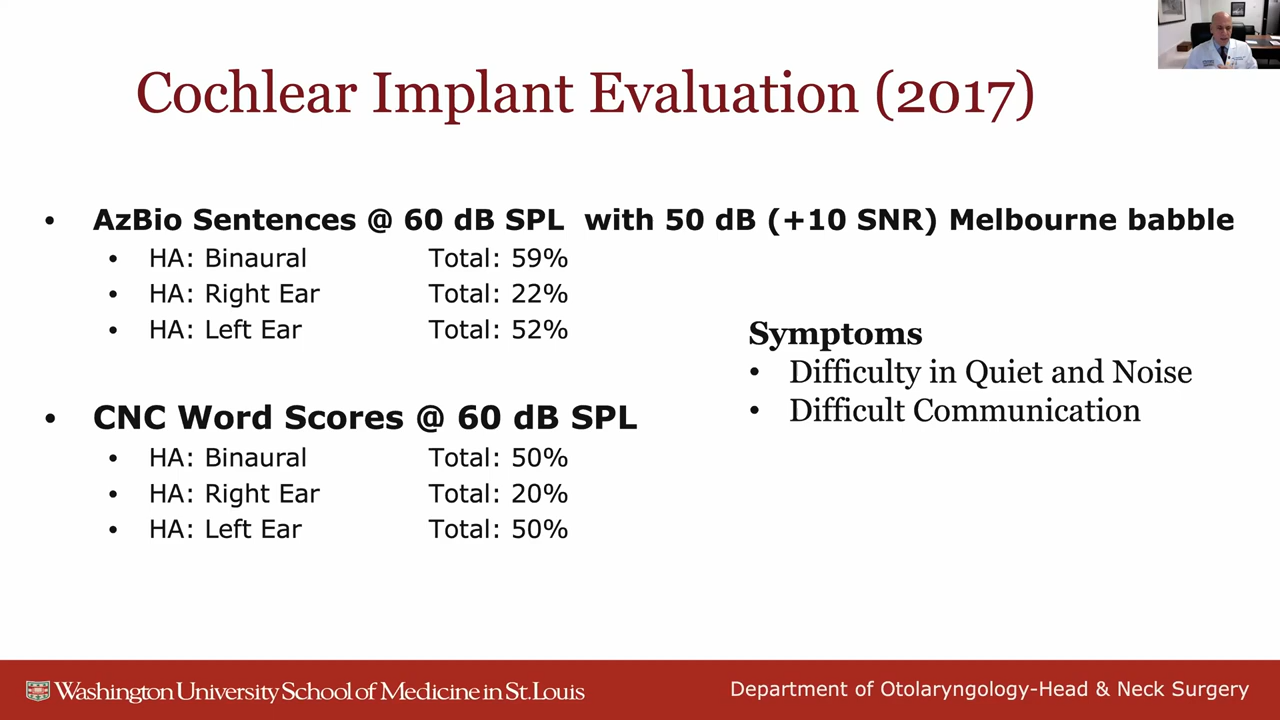 Cochlear Implant Evaluation (2017)
• AzBio Sentences @ 60 dB SPL with 50 dB (+10 SNR) Melbourne babble
• HA: Binaural Total: 59%
• HA: Right Ear Total: 22%
• HA: Left Ear Total: 52%
Symptoms
• Difficulty in Quiet and Noise
• Difficult Communication
• CNC Word Scores @ 60 dB SPL
• HA: Binaural Total: 50%
• HA: Right Ear Total: 20%
• HA: Left Ear Total: 50%
Washington University School of Medicine in St. Louis
Department of Otolaryngology-Head & Neck Surgery